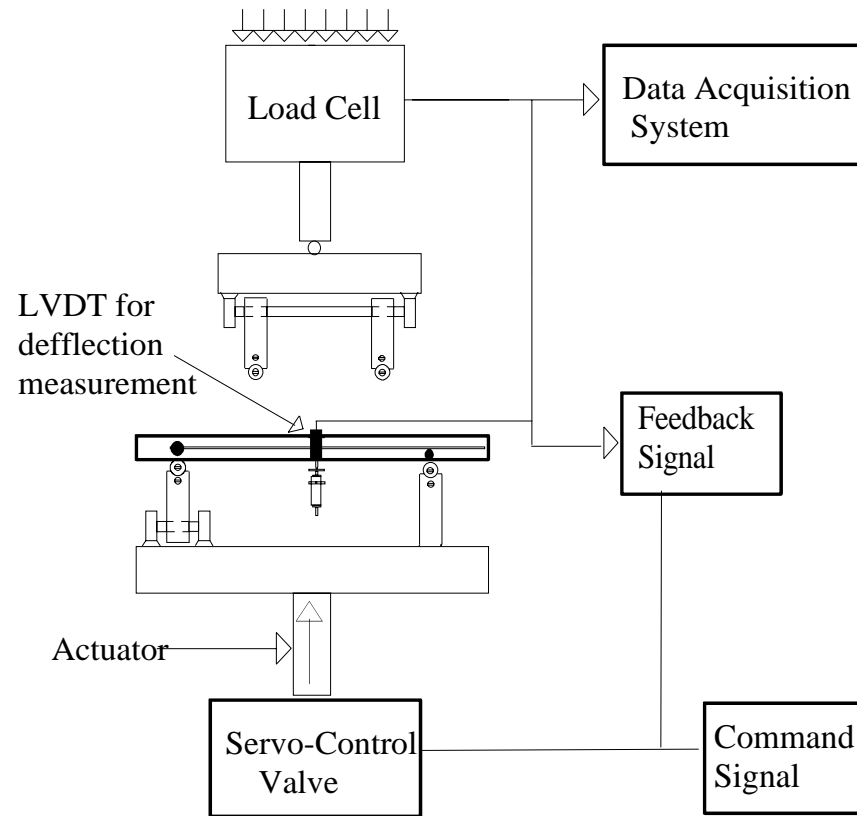 Load Cell
Data Acquisition
System
LVDT for
defflection
measurement
Feedback
Signal
Actuator
Servo-Control
Valve
Command
Signal